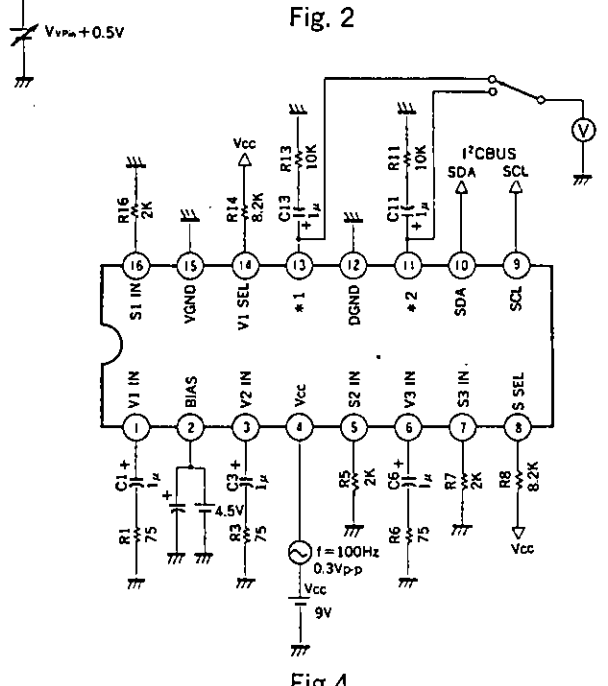 VVPin+0.5V
Fig. 2
R16
2K
Vcc
R14
8.2K
R13
10K
C13
+
1μ
R11
10K
C11
+
1μ
I²CBUS
SDA
SCL
V
16
15
14
13
12
11
10
9
S1 IN
VGND
V1 SEL
*1
DGND
*2
SDA
SCL
V1 IN
BIAS
V2 IN
Vcc
S2 IN
V3 IN
S3 IN
S SEL
1
2
3
4
5
6
7
8
C1
+
1μ
R1
75
+
4.5V
C3
+
1μ
R3
75
f=100Hz
0.3Vp-p
Vcc
9V
R5
2K
C6
+
1μ
R6
75
R7
2K
R8
8.2K
Vcc
Fig.4